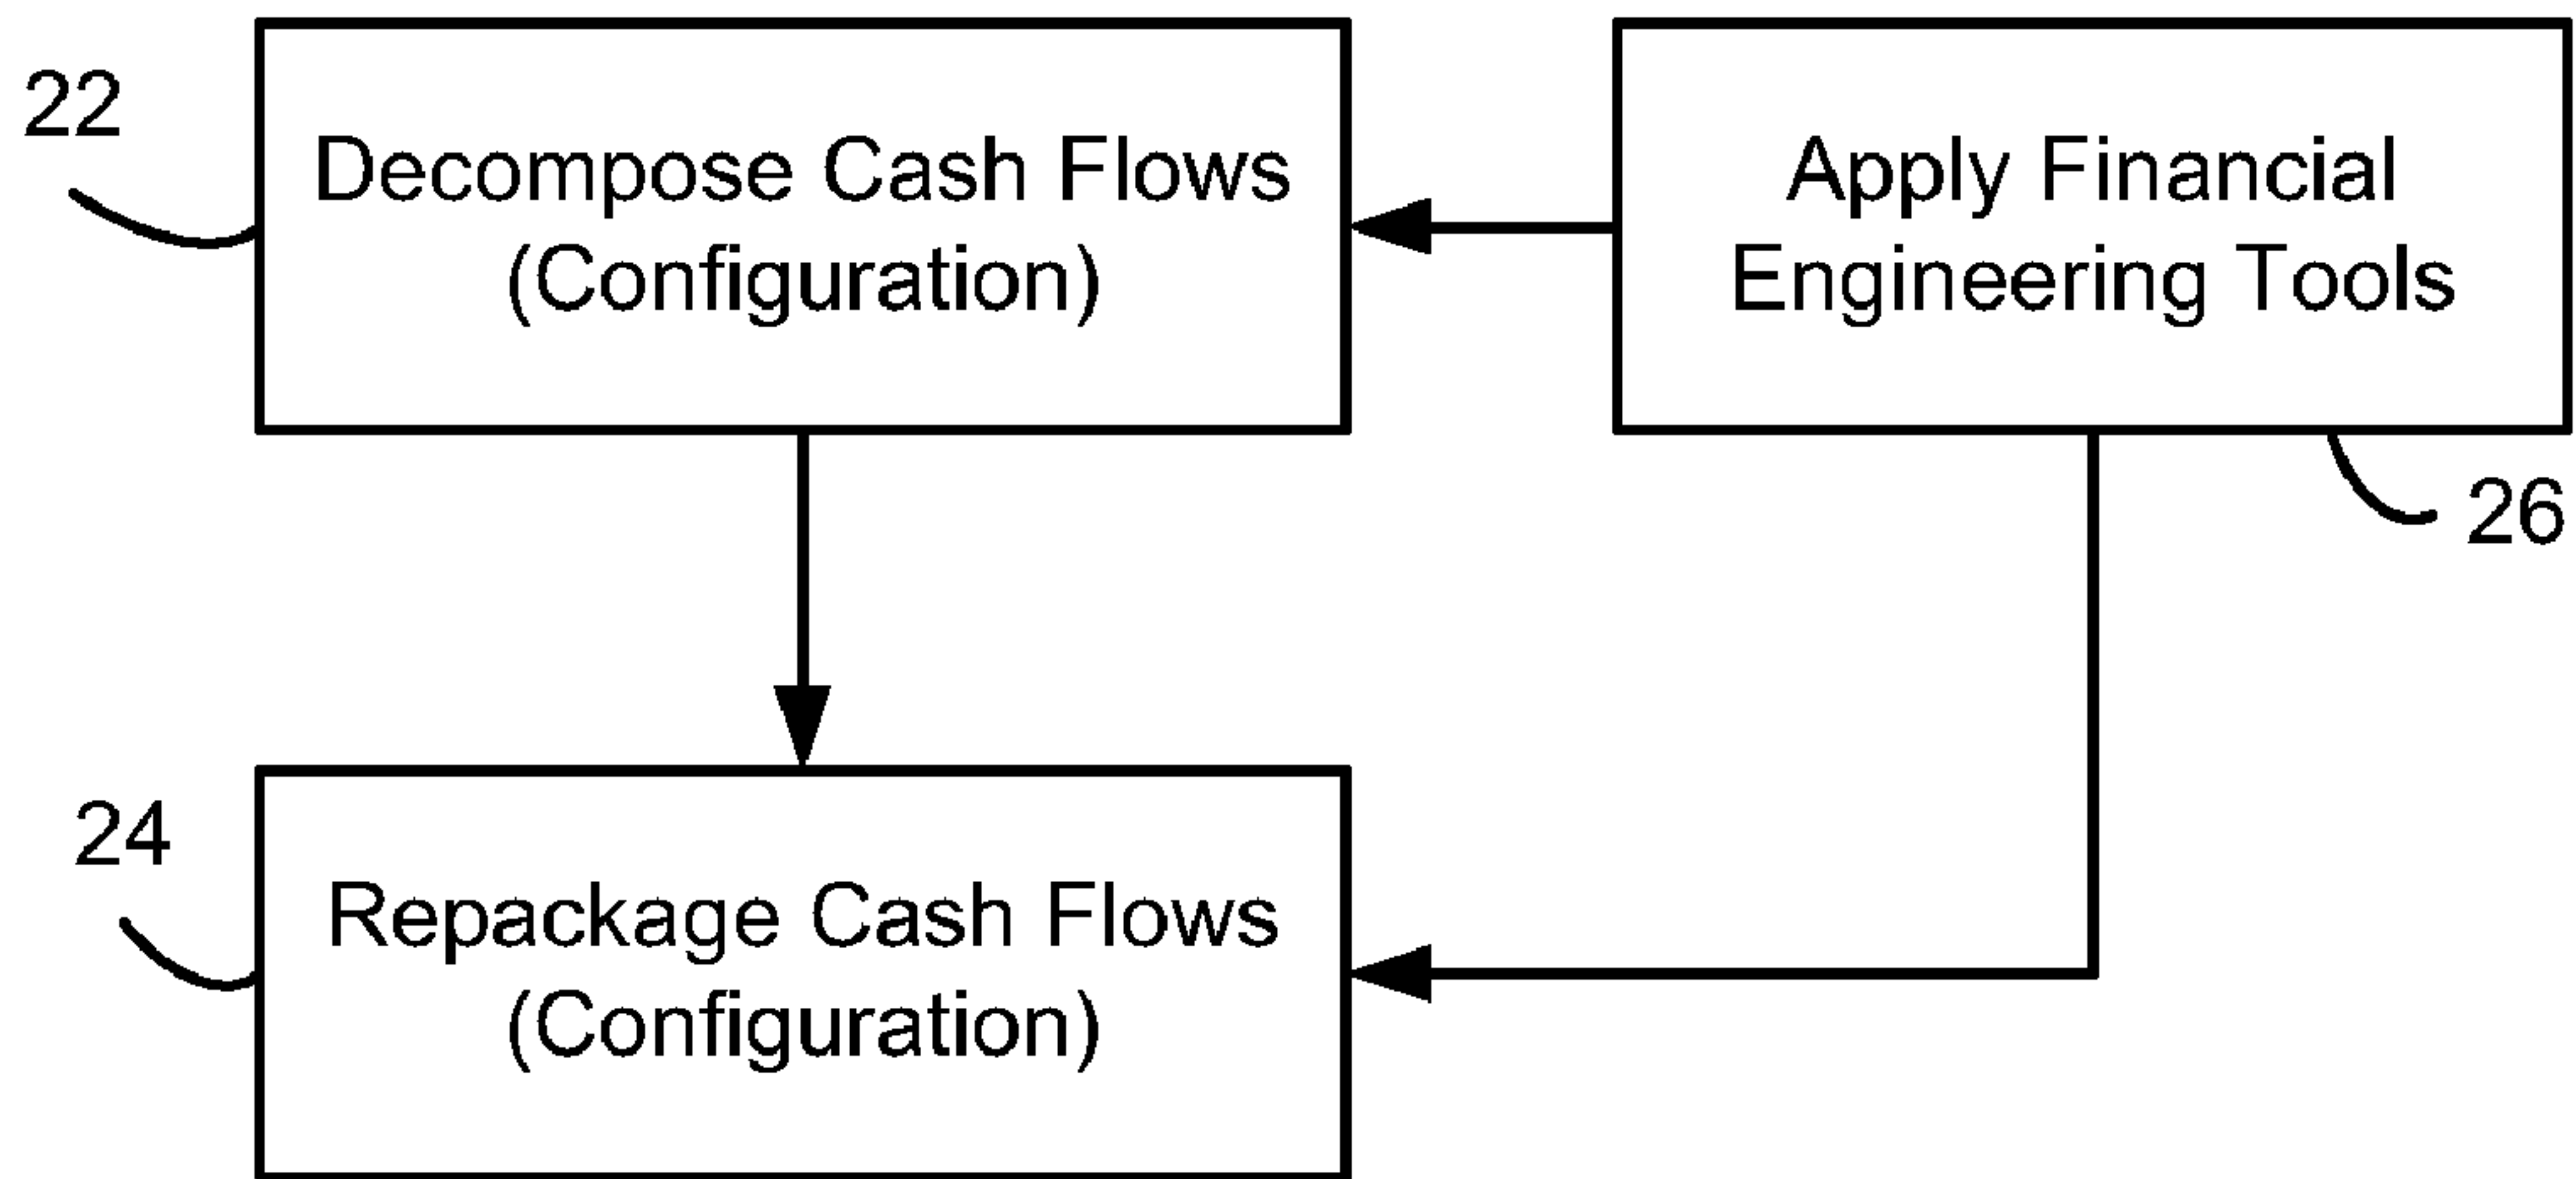 22
Decompose Cash Flows
(Configuration)
Apply Financial
Engineering Tools
26
24
Repackage Cash Flows
(Configuration)